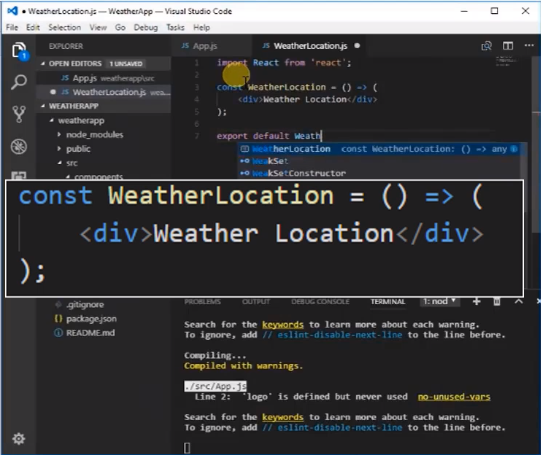 ● WeatherLocation.js — WeatherApp — Visual Studio Code
File Edit Selection View Go Debug Tasks Help
EXPLORER
OPEN EDITORS 1 UNSAVED
App.js weatherapp\src
● WeatherLocation.js wea...
WEATHERAPP
weatherapp
node_modules
public
src
components
.gitignore
package.json
README.md
App.js WeatherLocation.js ●
1 import React from 'react';
2
3 const WeatherLocation = () => (
4 <div>Weather Location</div>
5 );
6
7 export default Weath
WeatherLocation const WeatherLocation: () => any
WeakSet
WeakSetConstructor
const WeatherLocation = () => (
<div>Weather Location</div>
);
PROBLEMS OUTPUT DEBUG CONSOLE TERMINAL 1: nod
Search for the keywords to learn more about each warning.
To ignore, add // eslint-disable-next-line to the line before.
Compiling...
Compiled with warnings.
./src/App.js
Line 2: 'logo' is defined but never used no-unused-vars
Search for the keywords to learn more about each warning.
To ignore, add // eslint-disable-next-line to the line before.